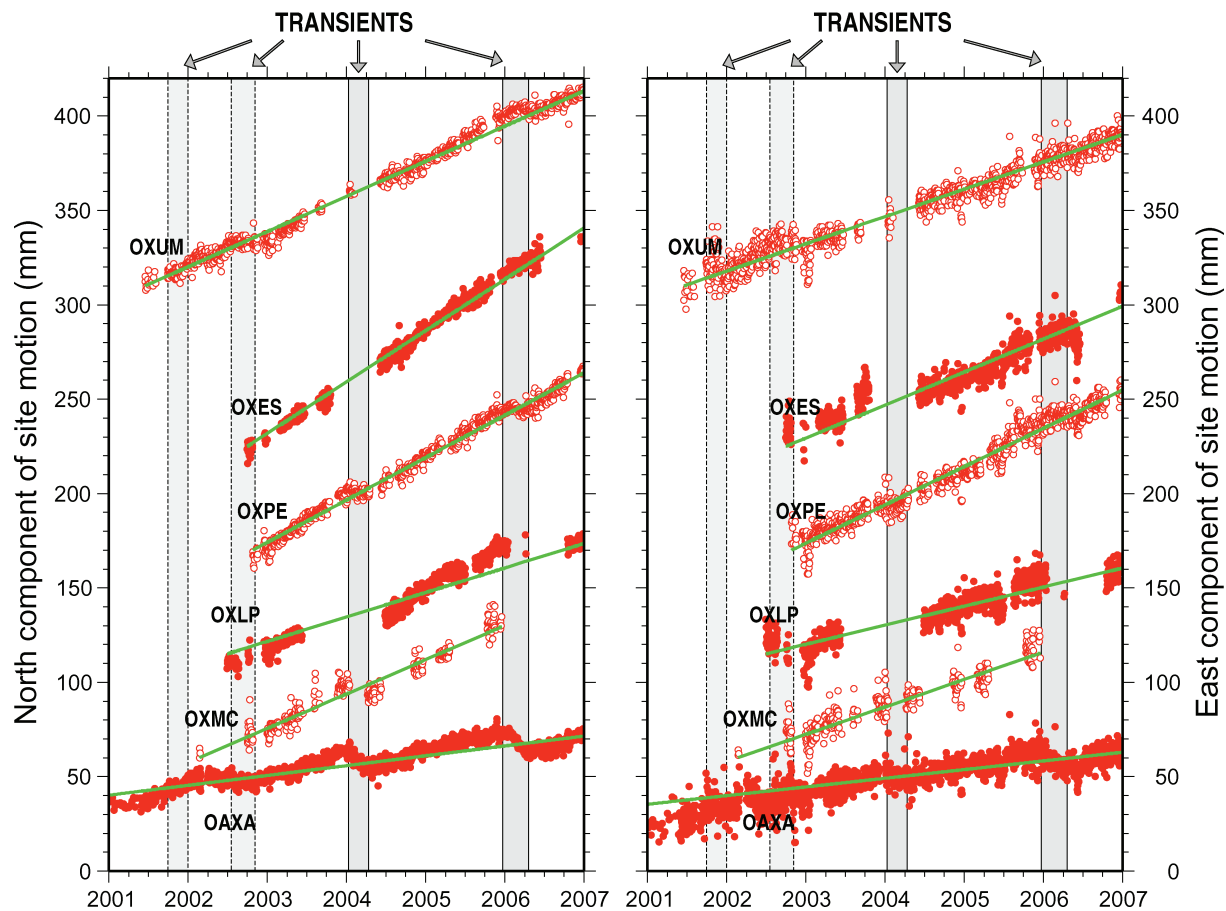 TRANSIENTS TRANSIENTS
North component of site motion (mm)
400
350
300
250
200
150
100
50
0
OXUM
OXES
OXPE
OXLP
OXMC
OAXA
2001 2002 2003 2004 2005 2006 2007
OXUM
OXES
OXPE
OXLP
OXMC
OAXA
2001 2002 2003 2004 2005 2006 2007
400
350
300
250
200
150
100
50
0
East component of site motion (mm)